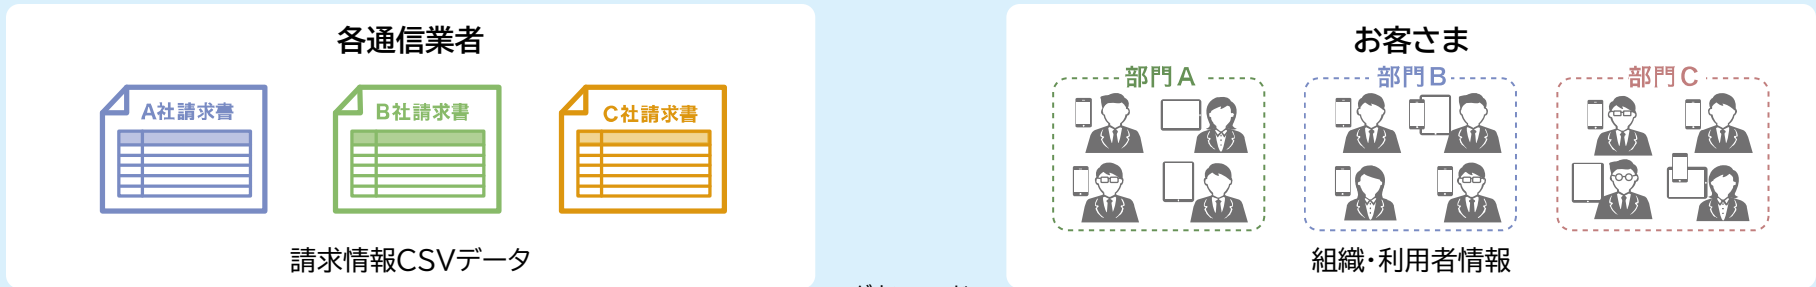 各通信業者
A社請求書
B社請求書
C社請求書
請求情報CSVデータ
お客さま
部門A
部門B
部門C
組織・利用者情報